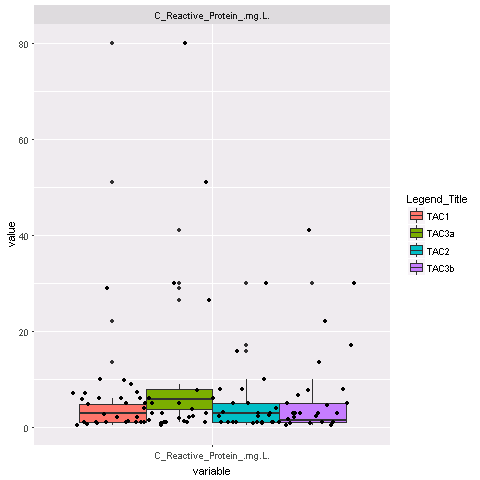 C_Reactive_Protein_.mg.L.
80
60
40
20
0
value
C_Reactive_Protein_.mg.L.
variable
Legend_Title
TAC1
TAC3a
TAC2
TAC3b